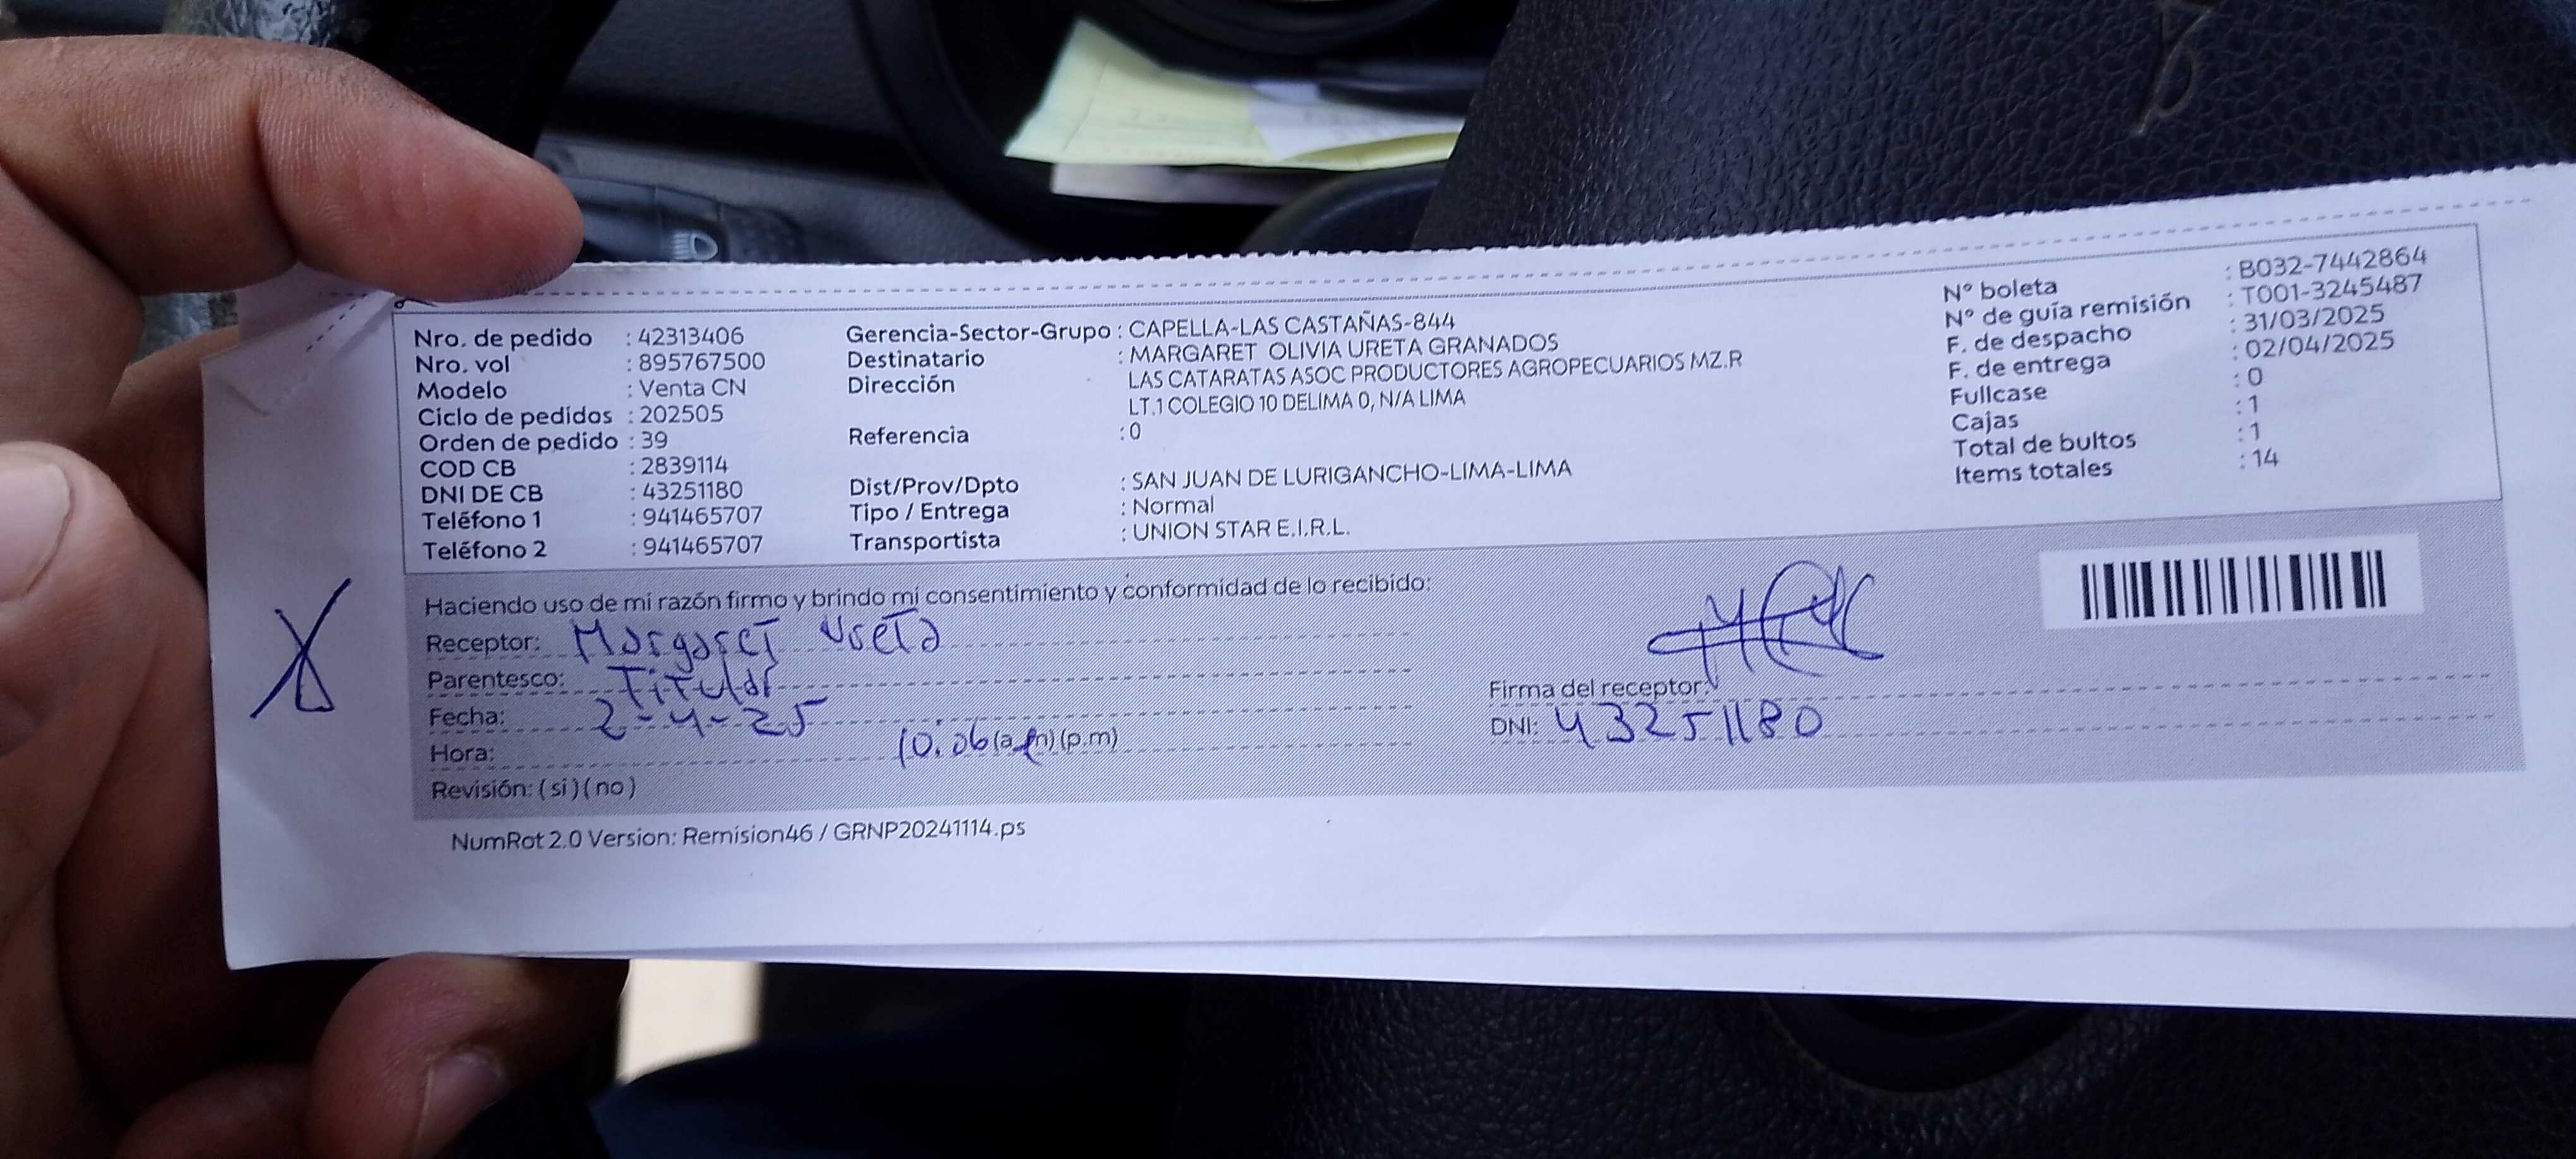 Nro. de pedido : 42313406
Nro. vol : 895767500
Modelo : Venta CN
Ciclo de pedidos : 202505
Orden de pedido : 39
COD CB : 2839114
DNI DE CB : 43251180
Teléfono 1 : 941465707
Teléfono 2 : 941465707
Gerencia-Sector-Grupo : CAPELLA-LAS CASTAÑAS-844
Destinatario : MARGARET OLIVIA URETA GRANADOS
Dirección LAS CATARATAS ASOC PRODUCTORES AGROPECUARIOS MZ.R
LT.1 COLEGIO 10 DELIMA 0, N/A LIMA
Referencia : 0
Dist/Prov/Dpto : SAN JUAN DE LURIGANCHO-LIMA-LIMA
Tipo / Entrega : Normal
Transportista : UNION STAR E.I.R.L.
N° boleta : B032-7442864
N° de guía remisión : T001-3245487
F. de despacho : 31/03/2025
F. de entrega : 02/04/2025
Fullcase : 0
Cajas : 1
Total de bultos : 1
Items totales : 14
Haciendo uso de mi razón firmo y brindo mi consentimiento y conformidad de lo recibido:
Receptor: Margaret Ureta
Parentesco: Titular
Fecha: 2-4-25
Hora: 10:06 (a.m) (p.m)
Revisión: (si) (no)
Firma del receptor:
DNI: 43251180
NumRot 2.0 Version: Remision46 / GRNP20241114.ps